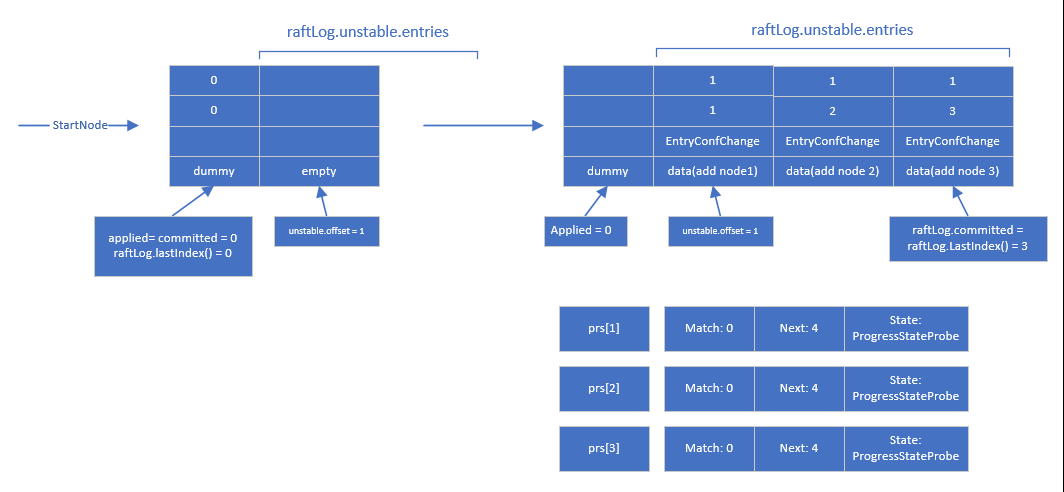 raftLog.unstable.entries
0
0
dummy
empty
StartNode
applied= committed = 0
raftLog.lastIndex() = 0
unstable.offset = 1
raftLog.unstable.entries
1
1
1
1
2
3
EntryConfChange
EntryConfChange
EntryConfChange
dummy
data(add node1)
data(add node 2)
data(add node 3)
Applied = 0
unstable.offset = 1
raftLog.committed =
raftLog.LastIndex() = 3
prs[1]
Match: 0
Next: 4
State:
ProgressStateProbe
prs[2]
Match: 0
Next: 4
State:
ProgressStateProbe
prs[3]
Match: 0
Next: 4
State:
ProgressStateProbe